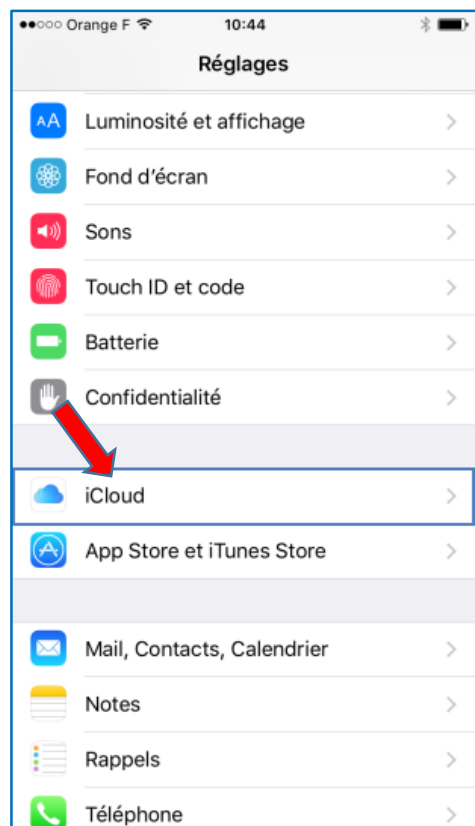 Orange F 10:44
Réglages
AA Luminosité et affichage
Fond d'écran
Sons
Touch ID et code
Batterie
Confidentialité
iCloud
App Store et iTunes Store
Mail, Contacts, Calendrier
Notes
Rappels
Téléphone